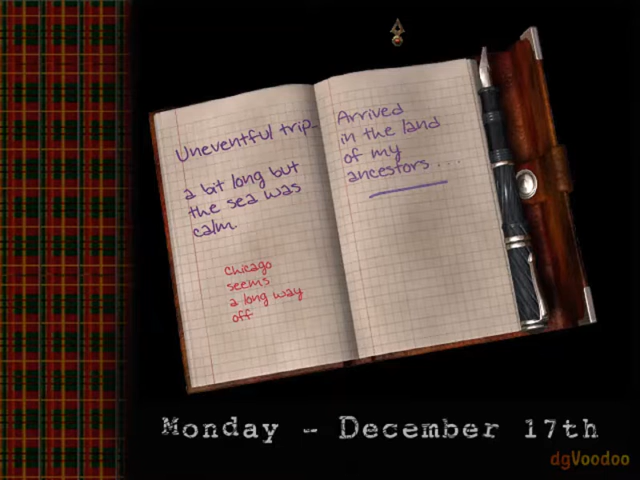 Uneventful trip...
a bit long but
the sea was
calm.
Chicago
seems
a long way
off
Arrived
in the land
of my
ancestors ....
Monday - December 17th
dgVoodoo